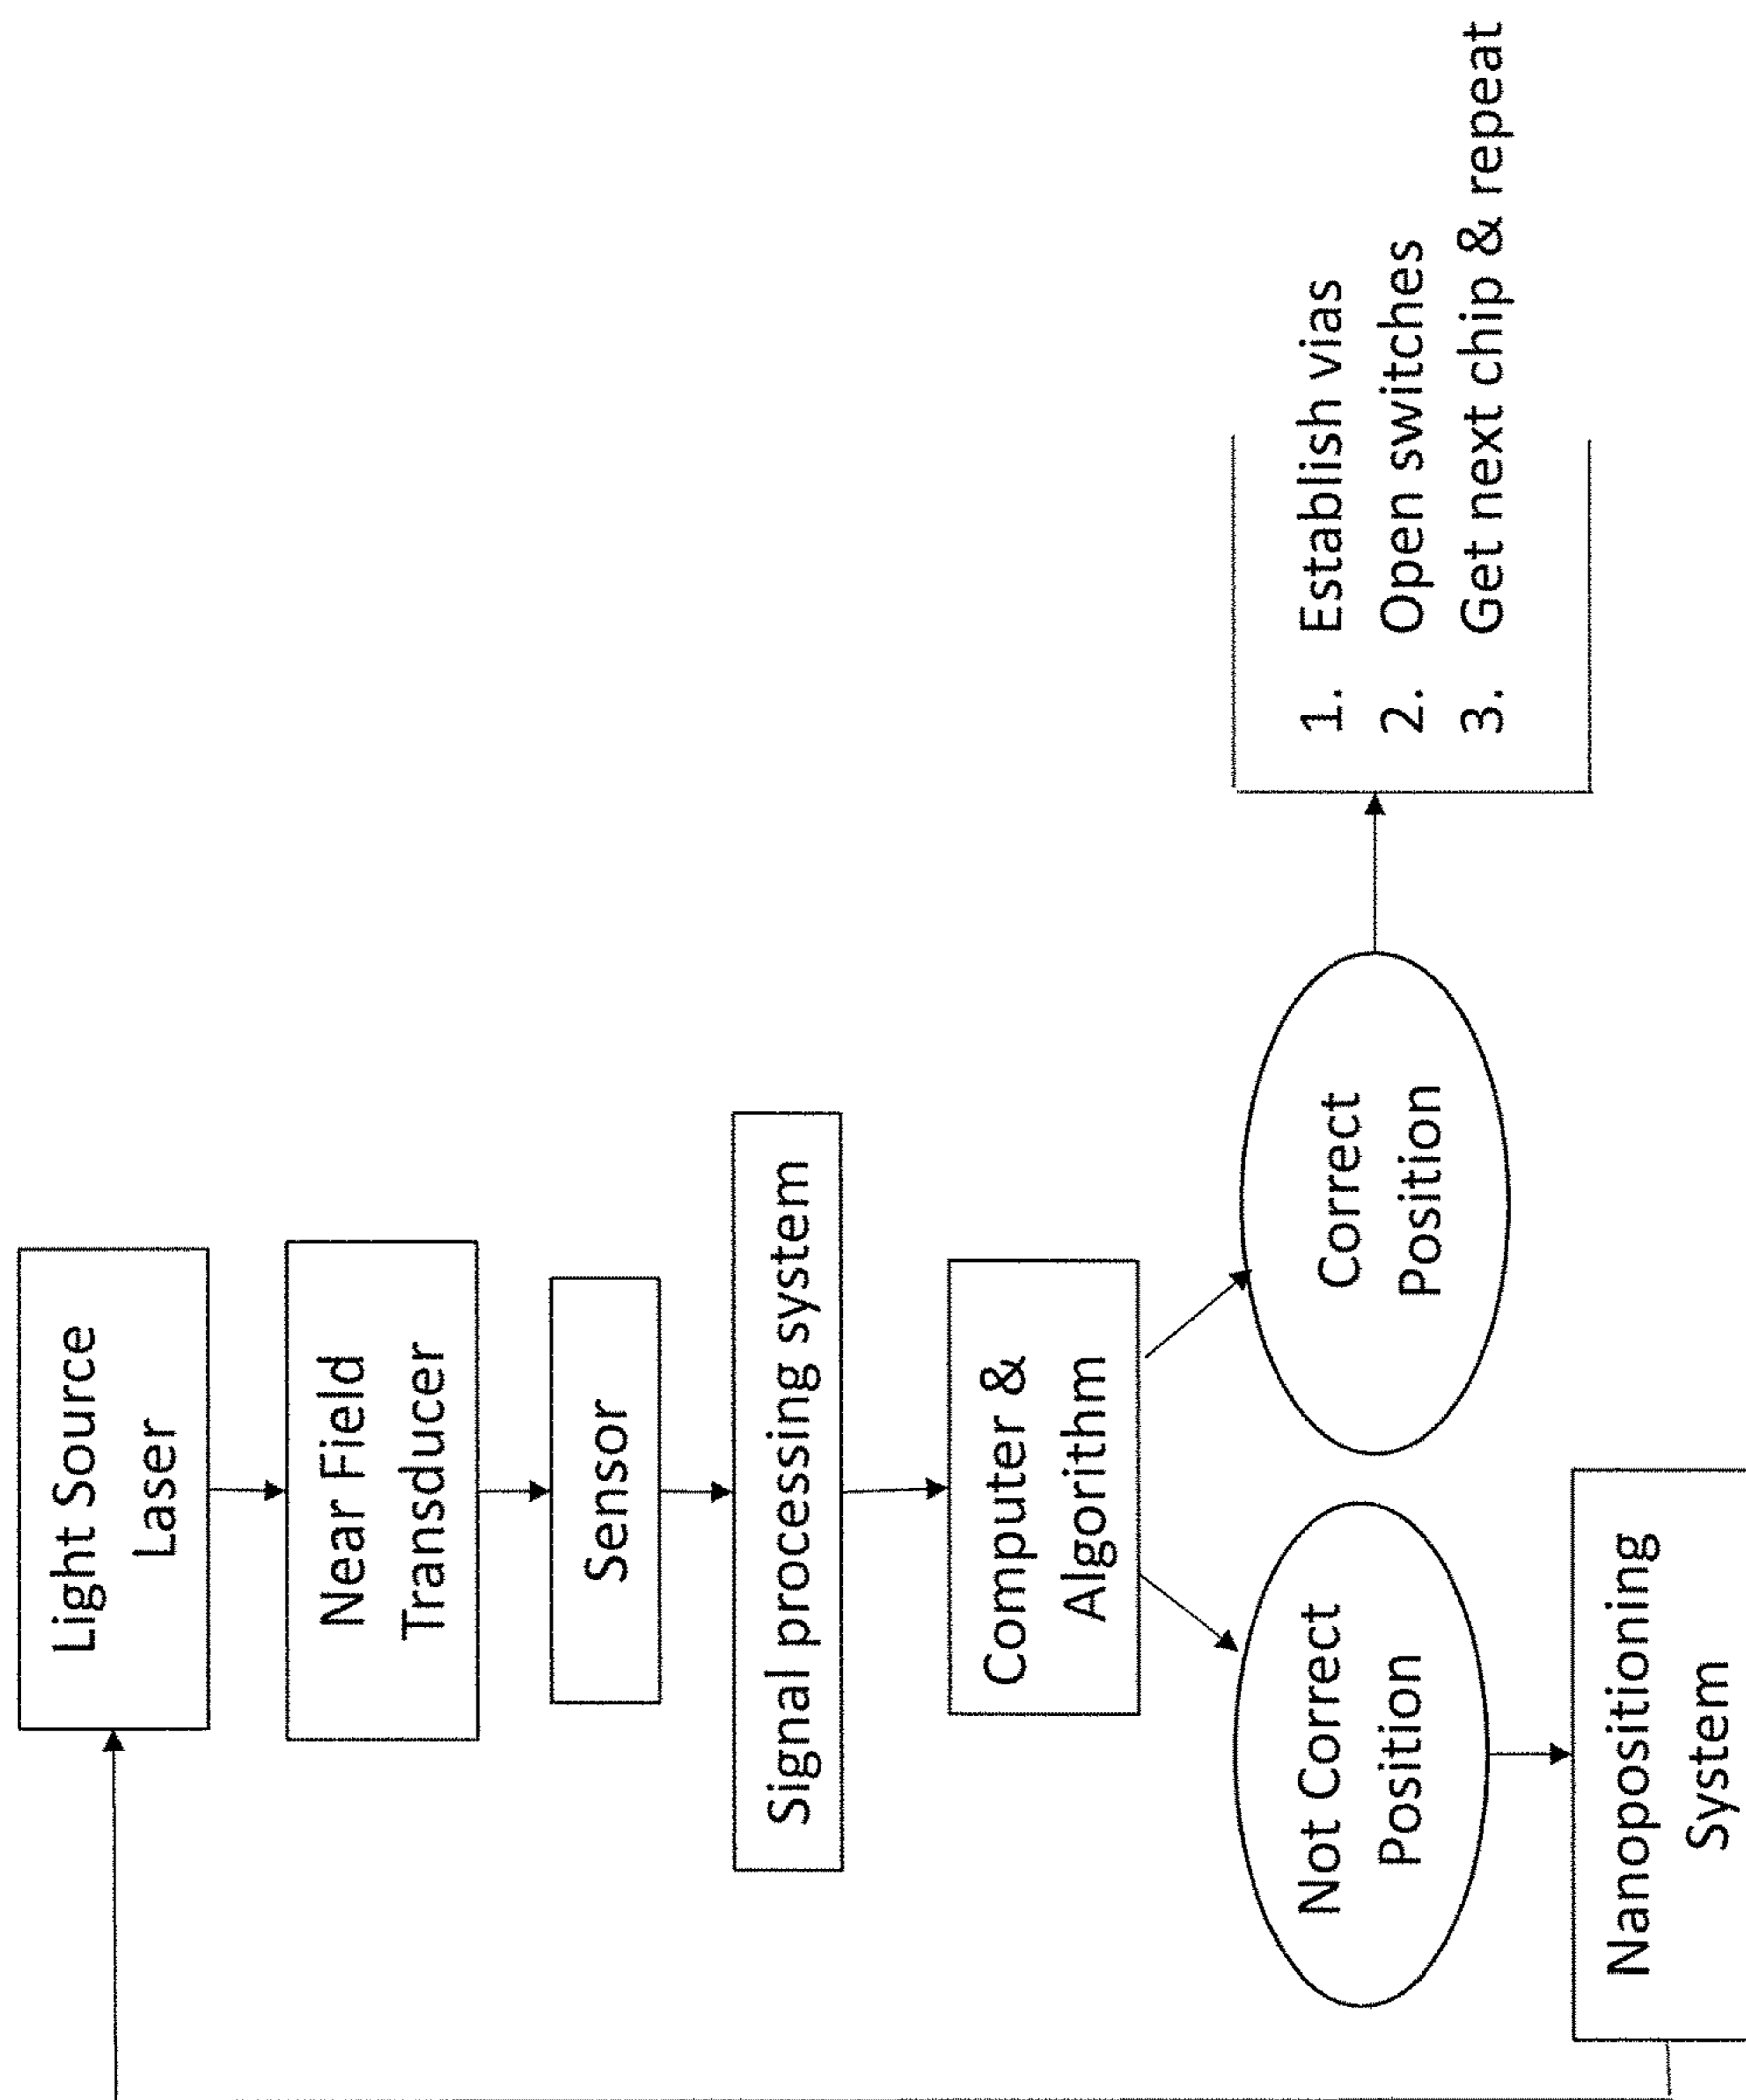 Light Source
Laser
Near Field
Transducer
Sensor
Signal processing system
Computer &
Algorithm
Not Correct
Position
Correct
Position
Nanopositioning
System
1. Establish vias
2. Open switches
3. Get next chip & repeat